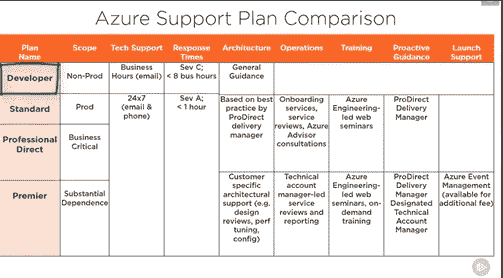 Azure Support Plan Comparison
Plan Name
Scope
Tech Support
Response Times
Architecture
Operations
Training
Proactive Guidance
Launch Support
Developer
Non-Prod
Business
Hours (email)
Sev C;
< 8 bus hours
General
Guidance
Standard
Prod
24x7
(email &
phone)
Sev A;
< 1 hour
Based on best
practice by
ProDirect
delivery
manager
Onboarding
services,
service
reviews, Azure
Advisor
consultations
Azure
Engineering-
led web
seminars
ProDirect
Delivery
Manager
Professional
Direct
Business
Critical
Premier
Substantial
Dependence
Customer
specific
architectural
support (e.g.
design
reviews, perf
tuning,
config)
Technical
account
manager-led
service
reviews and
reporting
Azure
Engineering-
led web
seminars, on-
demand
training
ProDirect
Delivery
Manager
Designated
Technical
Account
Manager
Azure Event
Management
(available for
additional fee)